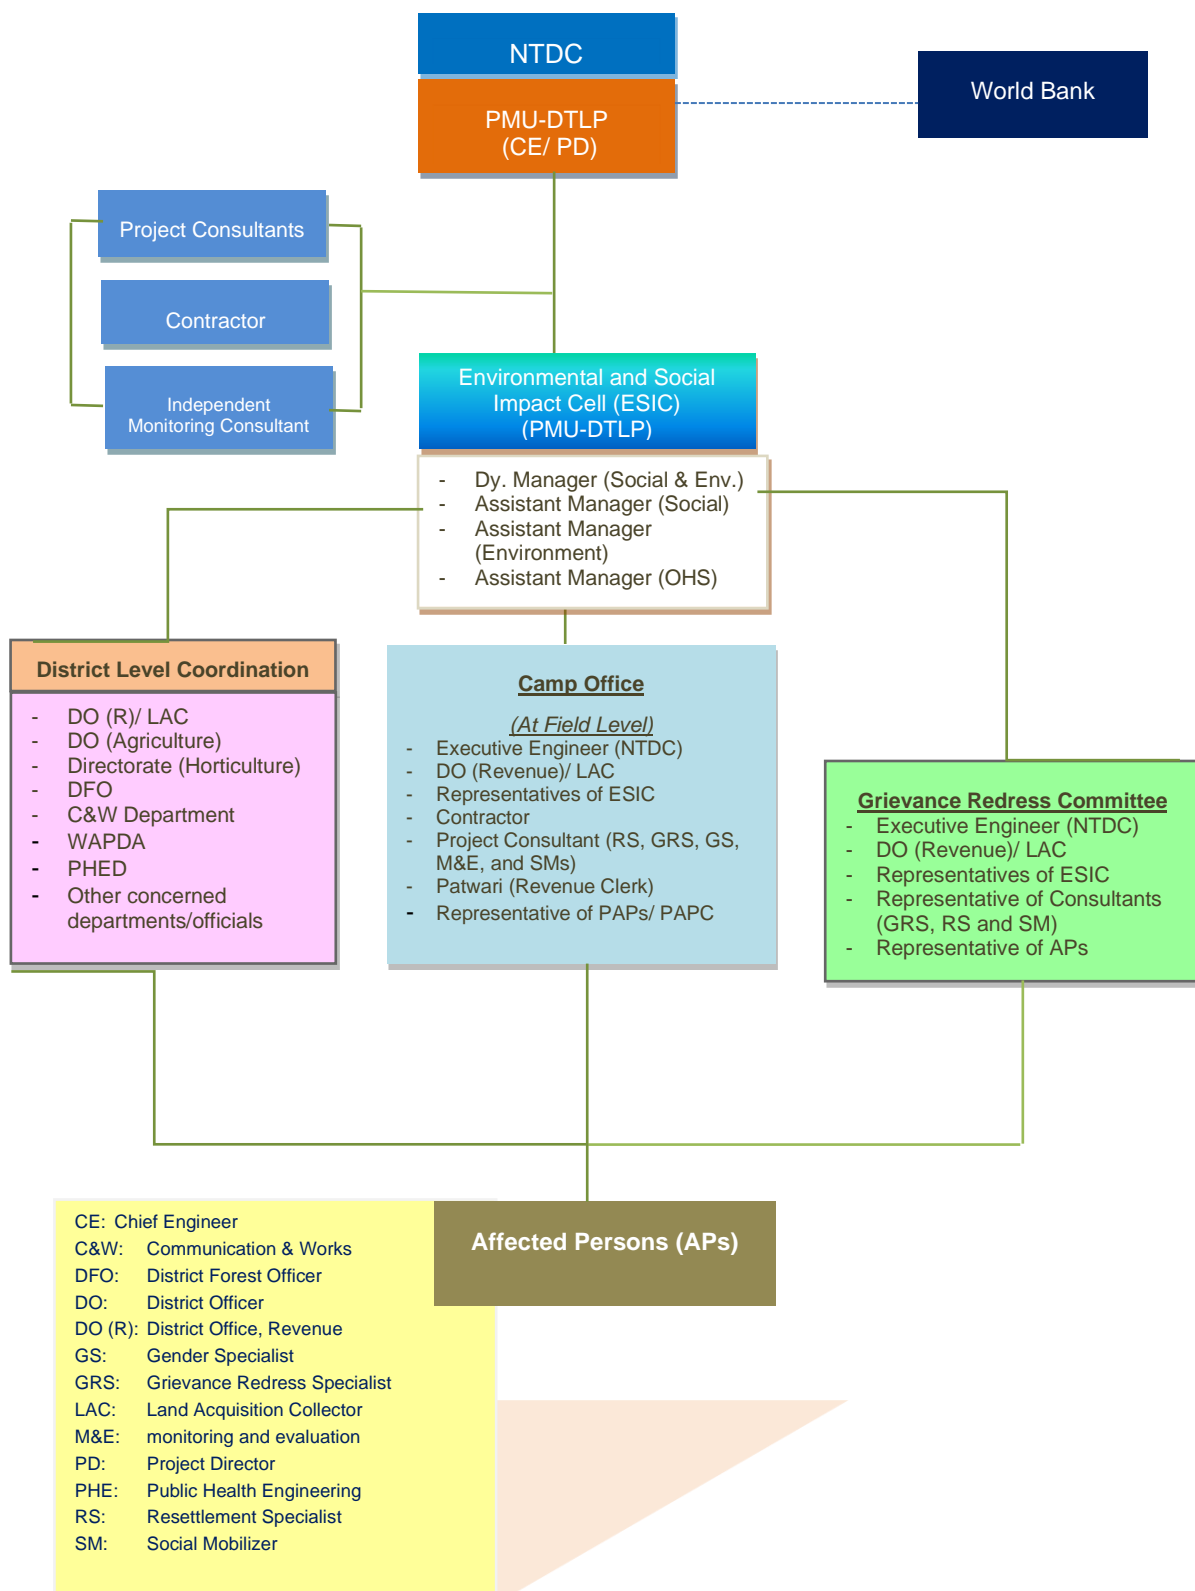 NTDC
PMU-DTLP
(CE/ PD)
World Bank
Project Consultants
Contractor
Independent
Monitoring Consultant
Environmental and Social
Impact Cell (ESIC)
(PMU-DTLP)
- Dy. Manager (Social & Env.)
- Assistant Manager (Social)
- Assistant Manager
(Environment)
- Assistant Manager (OHS)
District Level Coordination
- DO (R)/ LAC
- DO (Agriculture)
- Directorate (Horticulture)
- DFO
- C&W Department
- WAPDA
- PHED
- Other concerned
departments/officials
Camp Office
(At Field Level)
- Executive Engineer (NTDC)
- DO (Revenue)/ LAC
- Representatives of ESIC
- Contractor
- Project Consultant (RS, GRS, GS,
M&E, and SMs)
- Patwari (Revenue Clerk)
- Representative of PAPs/ PAPC
Grievance Redress Committee
- Executive Engineer (NTDC)
- DO (Revenue)/ LAC
- Representatives of ESIC
- Representative of Consultants
(GRS, RS and SM)
- Representative of APs
Affected Persons (APs)
CE: Chief Engineer
C&W: Communication & Works
DFO: District Forest Officer
DO: District Officer
DO (R): District Office, Revenue
GS: Gender Specialist
GRS: Grievance Redress Specialist
LAC: Land Acquisition Collector
M&E: monitoring and evaluation
PD: Project Director
PHE: Public Health Engineering
RS: Resettlement Specialist
SM: Social Mobilizer